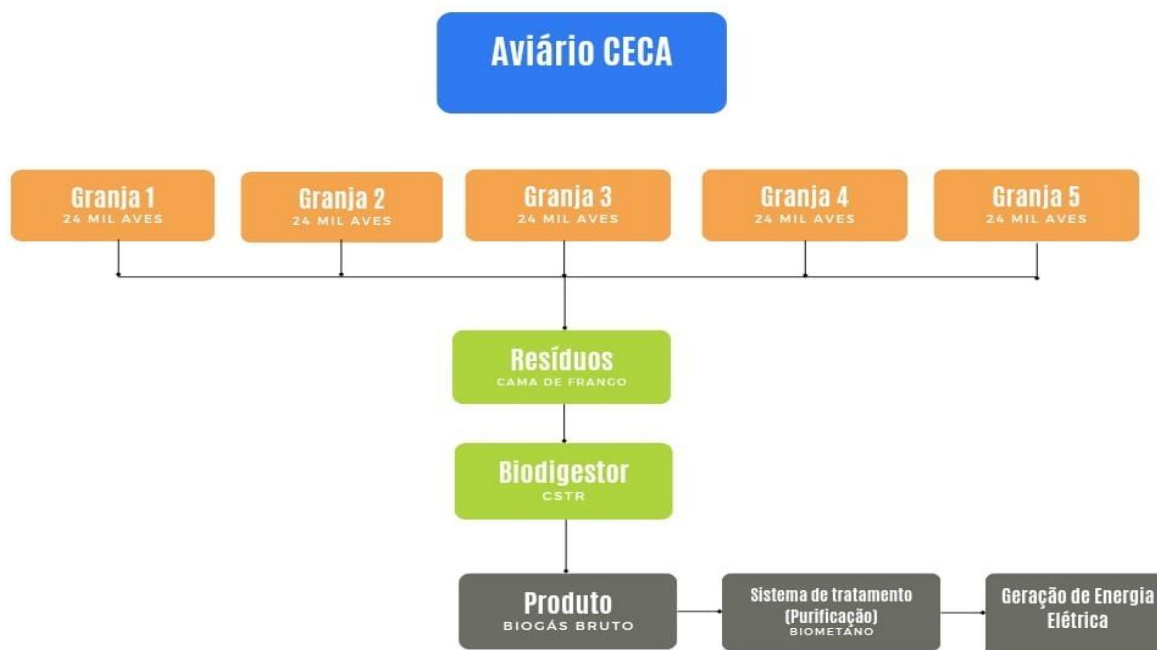 Aviário CECA
Granja 1
24 MIL AVES
Granja 2
24 MIL AVES
Granja 3
24 MIL AVES
Granja 4
24 MIL AVES
Granja 5
24 MIL AVES
Resíduos
CAMA DE FRANGO
Biodigestor
CSTR
Produto
BIOGÁS BRUTO
Sistema de tratamento
(Purificação)
BIOMETANO
Geração de Energia
Elétrica